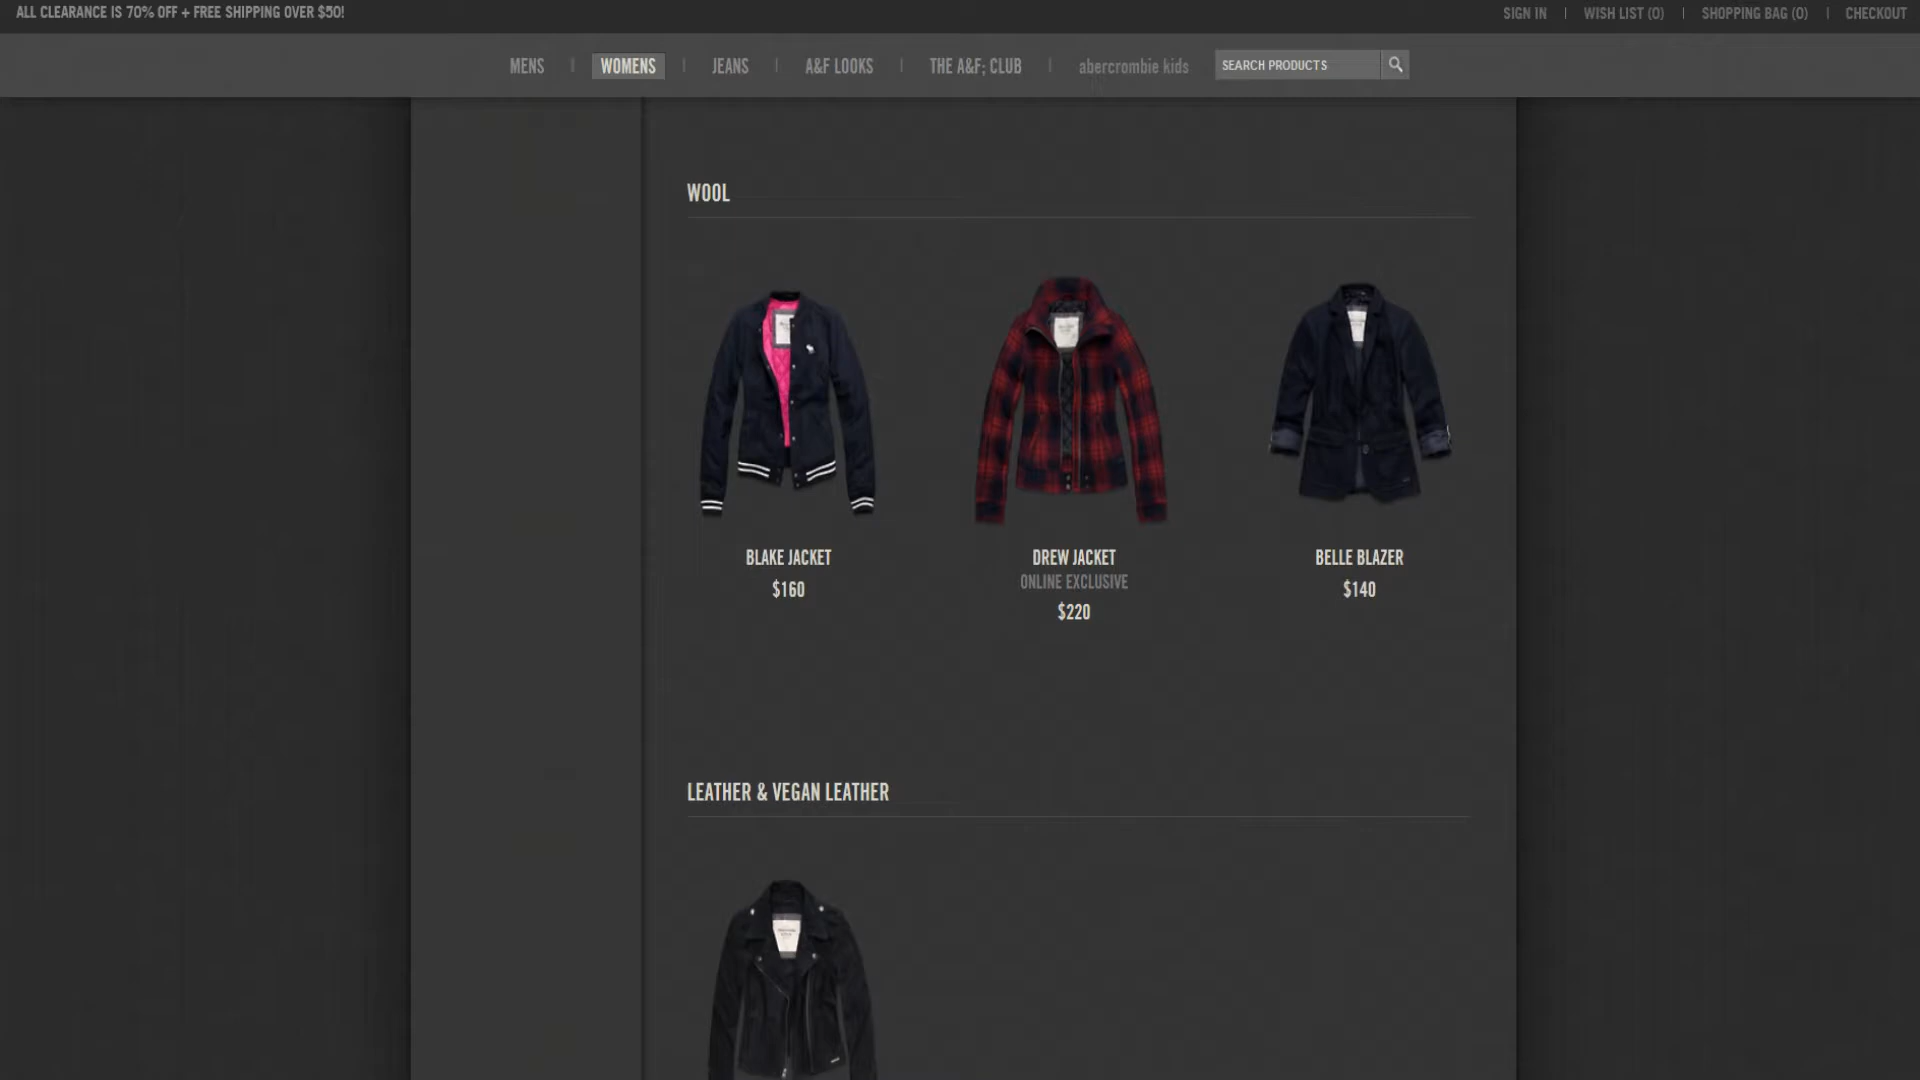 ALL CLEARANCE IS 70% OFF + FREE SHIPPING OVER $50!
SIGN IN | WISH LIST (0) | SHOPPING BAG (0) | CHECKOUT
MENS | WOMENS | JEANS | A&F LOOKS | THE A&F; CLUB | abercrombie kids SEARCH PRODUCTS
WOOL
BLAKE JACKET
$160
DREW JACKET
ONLINE EXCLUSIVE
$220
BELLE BLAZER
$140
LEATHER & VEGAN LEATHER